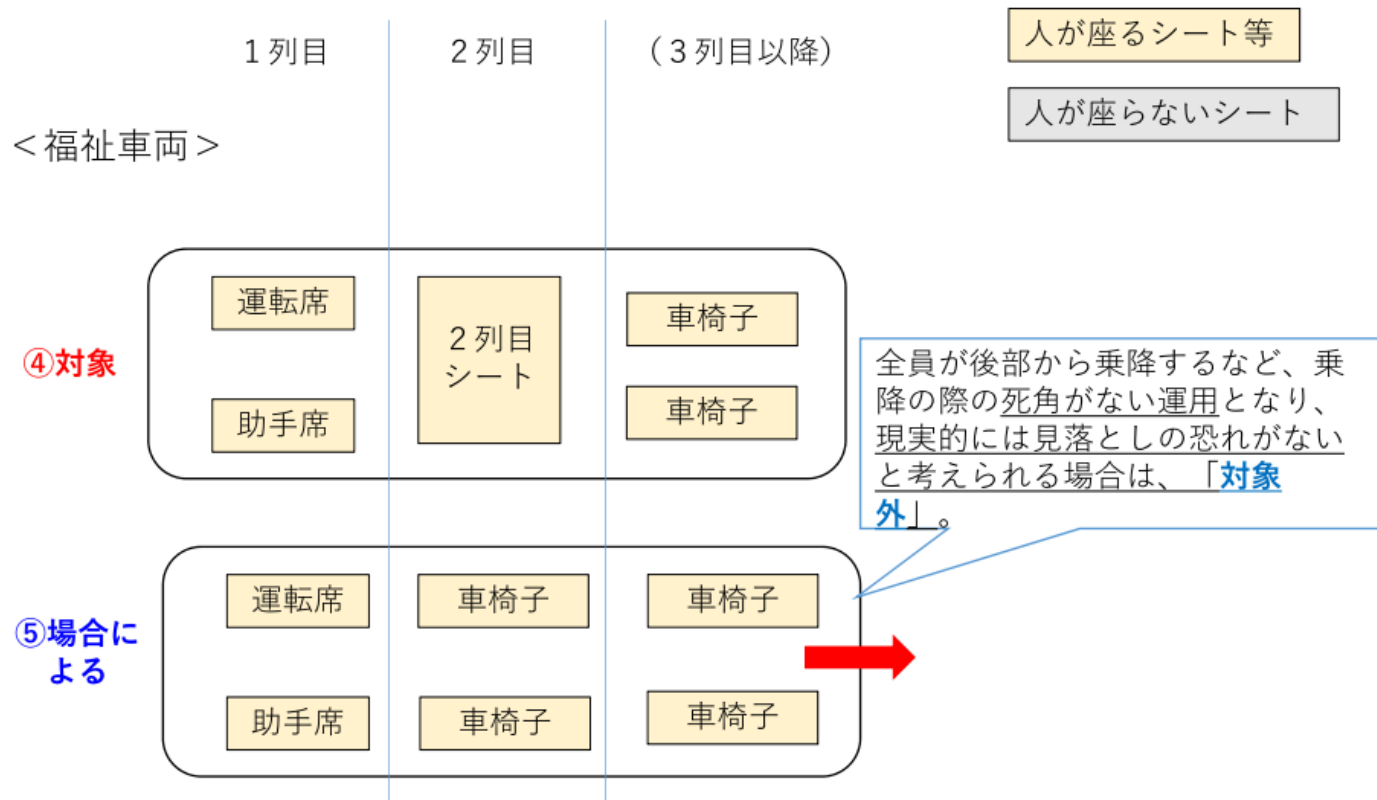 1列目
2列目
(3列目以降)
人が座るシート等
人が座らないシート
<福祉車両>
④対象
運転席
助手席
2列目
シート
車椅子
車椅子
全員が後部から乗降するなど、乗
降の際の死角がない運用となり、
現実的には見落としの恐れがない
と考えられる場合は、「対象
外」。
⑤場合に
よる
運転席
車椅子
車椅子
助手席
車椅子
車椅子